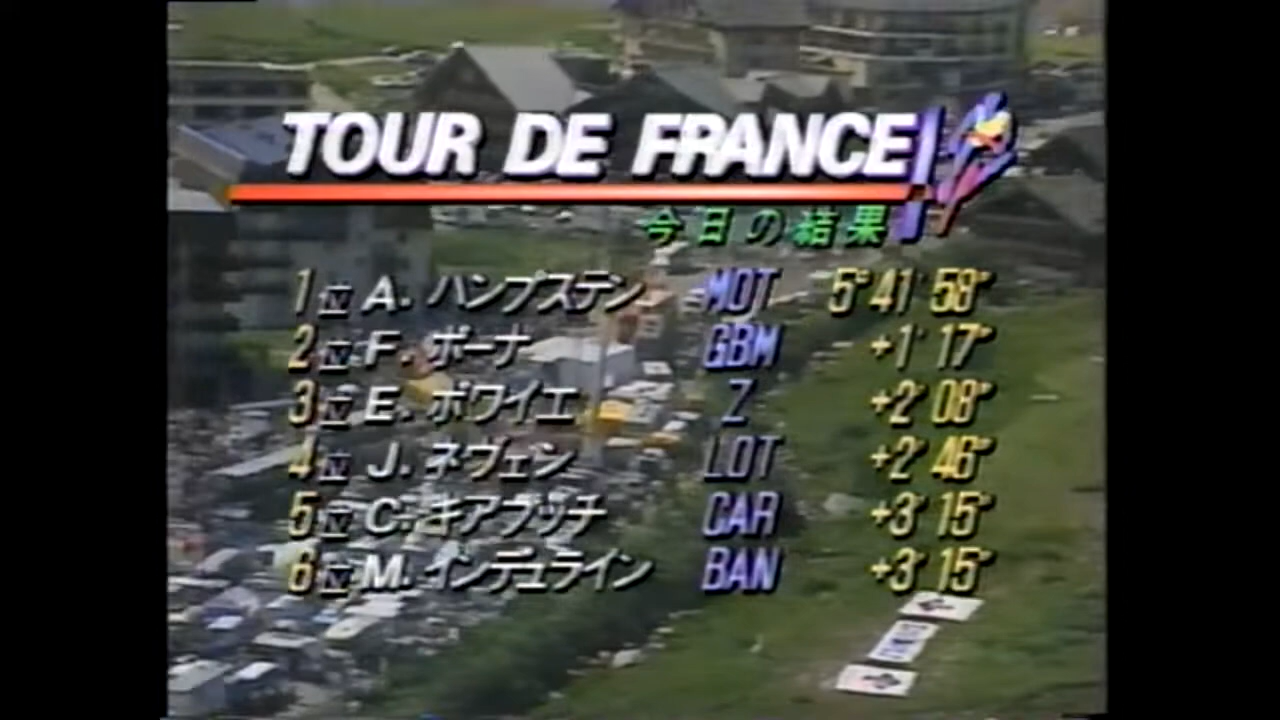 TOUR DE FRANCE
今日の結果
1位 A. ハンプステン MOT 5°41′58″
2位 F. ボーナ GBM +1′17″
3位 E. ボワイエ Z +2′08″
4位 J. ネヴェン LOT +2′46″
5位 C. キアプッチ CAR +3′15″
6位 M. インデュライン BAN +3′15″